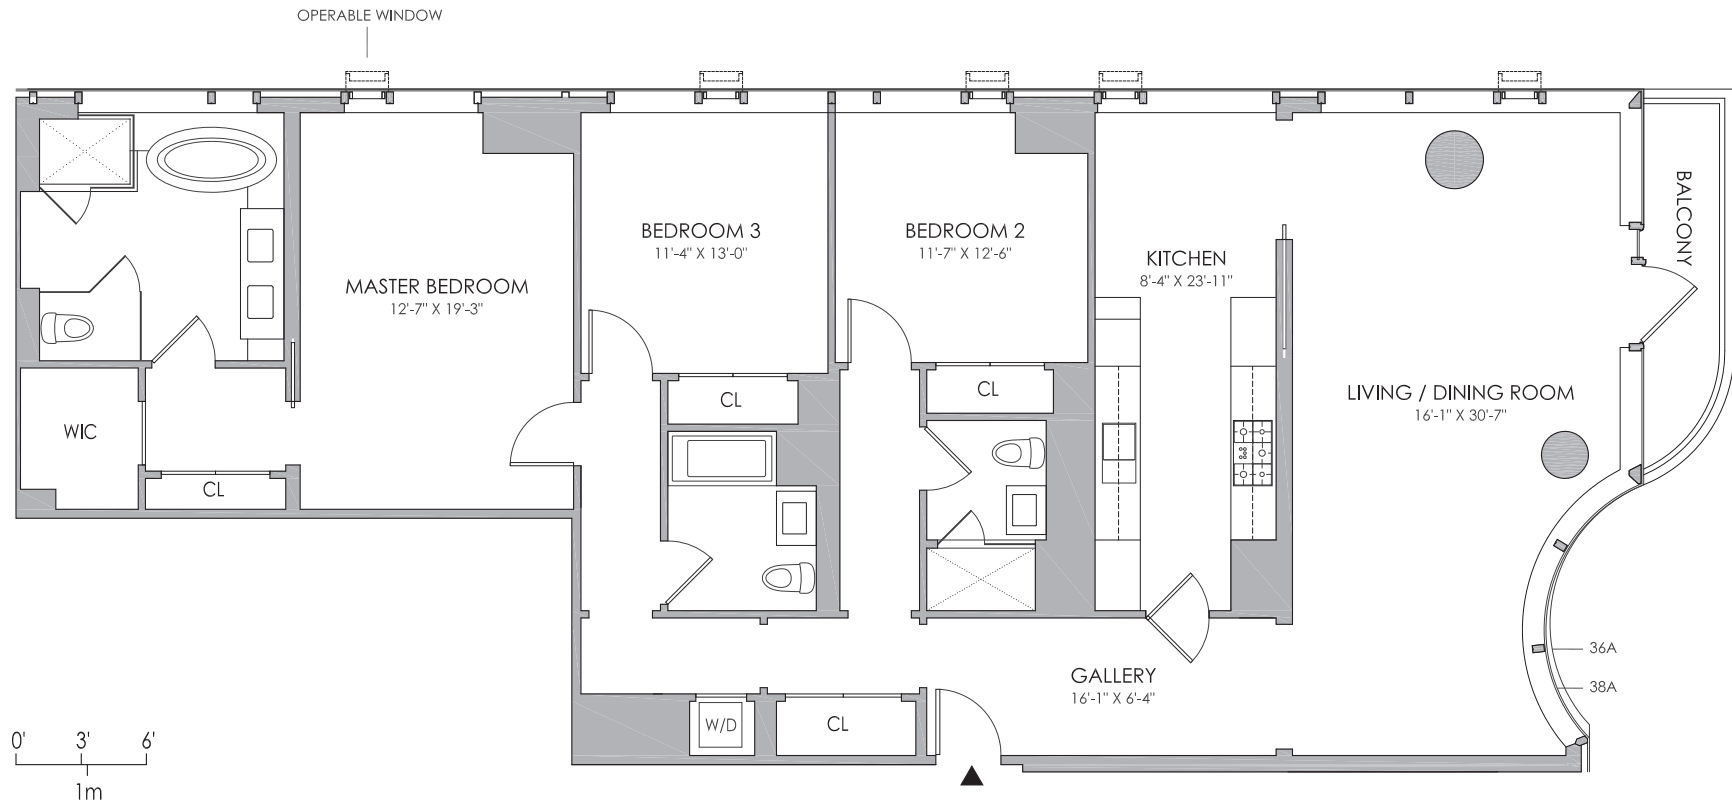 OPERABLE WINDOW
BALCONY
BEDROOM 3
11'-4" X 13'-0"
BEDROOM 2
11'-7" X 12'-6"
KITCHEN
8'-4" X 23'-11"
MASTER BEDROOM
12'-7" X 19'-3"
LIVING / DINING ROOM
16'-1" X 30'-7"
CL
CL
WIC
CL
36A
GALLERY
16'-1" X 6'-4"
38A
W/D
CL
0' 3' 6'
1m